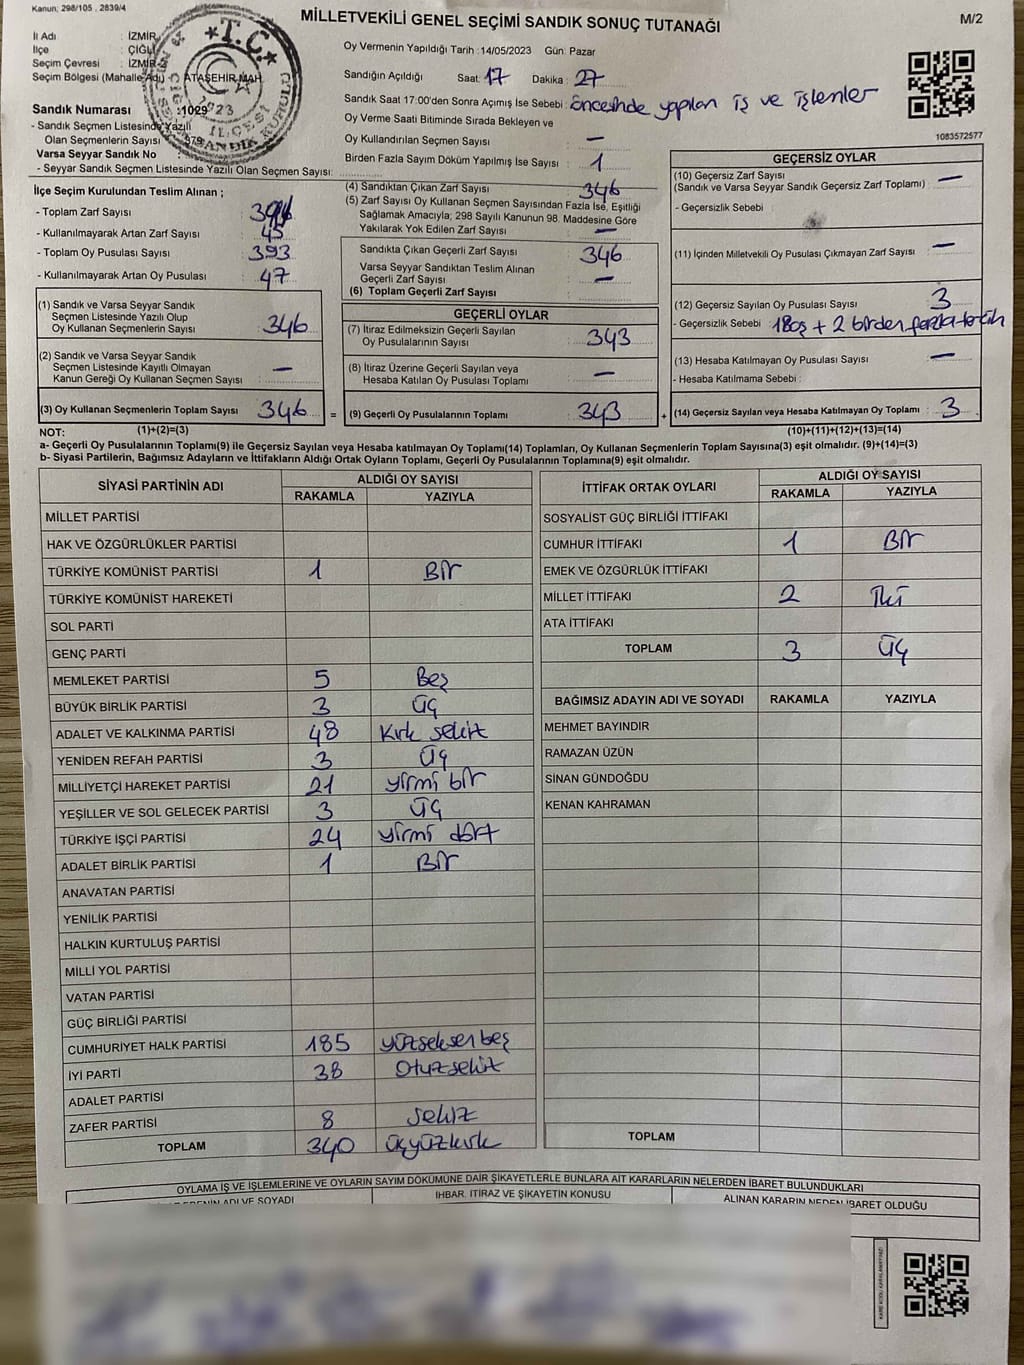 Kanun; 298/105 , 2839/4
MİLLETVEKİLİ GENEL SEÇİMİ SANDIK SONUÇ TUTANAĞI
M/2
İl Adı : İZMİR
İlçe : ÇİĞLİ
Seçim Çevresi : İZMİR-2
Seçim Bölgesi (Mahalle Adı) : ATAŞEHİR MAH.
Sandık Numarası :1029
- Sandık Seçmen Listesinde Yazılı
Olan Seçmenlerin Sayısı : 379
Varsa Seyyar Sandık No :
- Seyyar Sandık Seçmen Listesinde Yazılı Olan Seçmen Sayısı:
T.C.
2023
İLÇESİ
SANDIK KURULU
Oy Vermenin Yapıldığı Tarih :14/05/2023 Gün: Pazar
Sandığın Açıldığı Saat: 17 Dakika : 27
Sandık Saat 17:00'den Sonra Açımış İse Sebebi : öncesinde yapılan iş ve işlemler
Oy Verme Saati Bitiminde Sırada Bekleyen ve
Oy Kullandırılan Seçmen Sayısı : —
Birden Fazla Sayım Döküm Yapılmış İse Sayısı : 1
1083572577
İlçe Seçim Kurulundan Teslim Alınan ;
- Toplam Zarf Sayısı :
- Kullanılmayarak Artan Zarf Sayısı : 45
- Toplam Oy Pusulası Sayısı : 393
- Kullanılmayarak Artan Oy Pusulası : 47
(1) Sandık ve Varsa Seyyar Sandık
Seçmen Listesinde Yazılı Olup
Oy Kullanan Seçmenlerin Sayısı : 346
(2) Sandık ve Varsa Seyyar Sandık
Seçmen Listesinde Kayıtlı Olmayan
Kanun Gereği Oy Kullanan Seçmen Sayısı : —
(3) Oy Kullanan Seçmenlerin Toplam Sayısı : 346 =
(1)+(2)=(3)
(4) Sandıktan Çıkan Zarf Sayısı : 346
(5) Zarf Sayısı Oy Kullanan Seçmen Sayısından Fazla İse, Eşitliği
Sağlamak Amacıyla; 298 Sayılı Kanunun 98. Maddesine Göre
Yakılarak Yok Edilen Zarf Sayısı : —
Sandıkta Çıkan Geçerli Zarf Sayısı : 346
Varsa Seyyar Sandıktan Teslim Alınan
Geçerli Zarf Sayısı : —
(6) Toplam Geçerli Zarf Sayısı :
GEÇERLİ OYLAR
(7) İtiraz Edilmeksizin Geçerli Sayılan
Oy Pusulalarının Sayısı : 343
(8) İtiraz Üzerine Geçerli Sayılan veya
Hesaba Katılan Oy Pusulası Toplamı : —
(9) Geçerli Oy Pusulalarının Toplamı : 343 +
GEÇERSİZ OYLAR
(10) Geçersiz Zarf Sayısı
(Sandık ve Varsa Seyyar Sandık Geçersiz Zarf Toplamı) : —
- Geçersizlik Sebebi :
(11) İçinden Milletvekili Oy Pusulası Çıkmayan Zarf Sayısı : —
(12) Geçersiz Sayılan Oy Pusulası Sayısı : 3
- Geçersizlik Sebebi : 1 Boş + 2 birden fazla tercih
(13) Hesaba Katılmayan Oy Pusulası Sayısı : —
- Hesaba Katılmama Sebebi :
(14) Geçersiz Sayılan veya Hesaba Katılmayan Oy Toplamı : 3
(10)+(11)+(12)+(13)=(14)
NOT:
a- Geçerli Oy Pusulalarının Toplamı(9) ile Geçersiz Sayılan veya Hesaba katılmayan Oy Toplamı(14) Toplamları, Oy Kullanan Seçmenlerin Toplam Sayısına(3) eşit olmalıdır. (9)+(14)=(3)
b- Siyasi Partilerin, Bağımsız Adayların ve İttifakların Aldığı Ortak Oyların Toplamı, Geçerli Oy Pusulalarının Toplamına(9) eşit olmalıdır.
SİYASİ PARTİNİN ADI ALDIĞI OY SAYISI
RAKAMLA YAZIYLA
MİLLET PARTİSİ
HAK VE ÖZGÜRLÜKLER PARTİSİ
TÜRKİYE KOMÜNİST PARTİSİ 1 Bir
TÜRKİYE KOMÜNİST HAREKETİ
SOL PARTİ
GENÇ PARTİ
MEMLEKET PARTİSİ 5 Beş
BÜYÜK BİRLİK PARTİSİ 3 Üç
ADALET VE KALKINMA PARTİSİ 48 Kırk sekiz
YENİDEN REFAH PARTİSİ 3 Üç
MİLLİYETÇİ HAREKET PARTİSİ 21 yirmi bir
YEŞİLLER VE SOL GELECEK PARTİSİ 3 Üç
TÜRKİYE İŞÇİ PARTİSİ 24 yirmi dört
ADALET BİRLİK PARTİSİ 1 Bir
ANAVATAN PARTİSİ
YENİLİK PARTİSİ
HALKIN KURTULUŞ PARTİSİ
MİLLİ YOL PARTİSİ
VATAN PARTİSİ
GÜÇ BİRLİĞİ PARTİSİ
CUMHURİYET HALK PARTİSİ 185 yüzseksenbeş
İYİ PARTİ 38 Otuzsekiz
ADALET PARTİSİ
ZAFER PARTİSİ 8 Sekiz
TOPLAM 340 üçyüzkırk
İTTİFAK ORTAK OYLARI ALDIĞI OY SAYISI
RAKAMLA YAZIYLA
SOSYALİST GÜÇ BİRLİĞİ İTTİFAKI
CUMHUR İTTİFAKI 1 Bir
EMEK VE ÖZGÜRLÜK İTTİFAKI
MİLLET İTTİFAKI 2 İki
ATA İTTİFAKI
TOPLAM 3 Üç
BAĞIMSIZ ADAYIN ADI VE SOYADI RAKAMLA YAZIYLA
MEHMET BAYINDIR
RAMAZAN ÜZÜN
SİNAN GÜNDOĞDU
KENAN KAHRAMAN
TOPLAM
OYLAMA İŞ VE İŞLEMLERİNE VE OYLARIN SAYIM DÖKÜMÜNE DAİR ŞİKAYETLERLE BUNLARA AİT KARARLARIN NELERDEN İBARET BULUNDUKLARI
ADI VE SOYADI İHBAR, İTİRAZ VE ŞİKAYETİN KONUSU ALINAN KARARIN NEDEN İBARET OLDUĞU